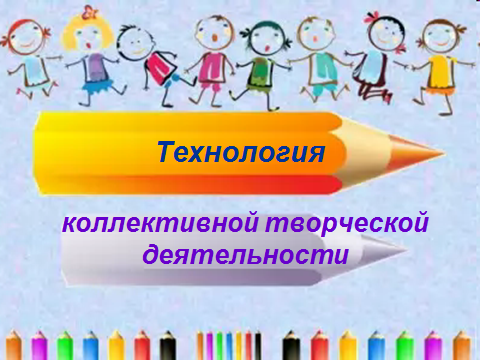 Технология
коллективной творческой
деятельности